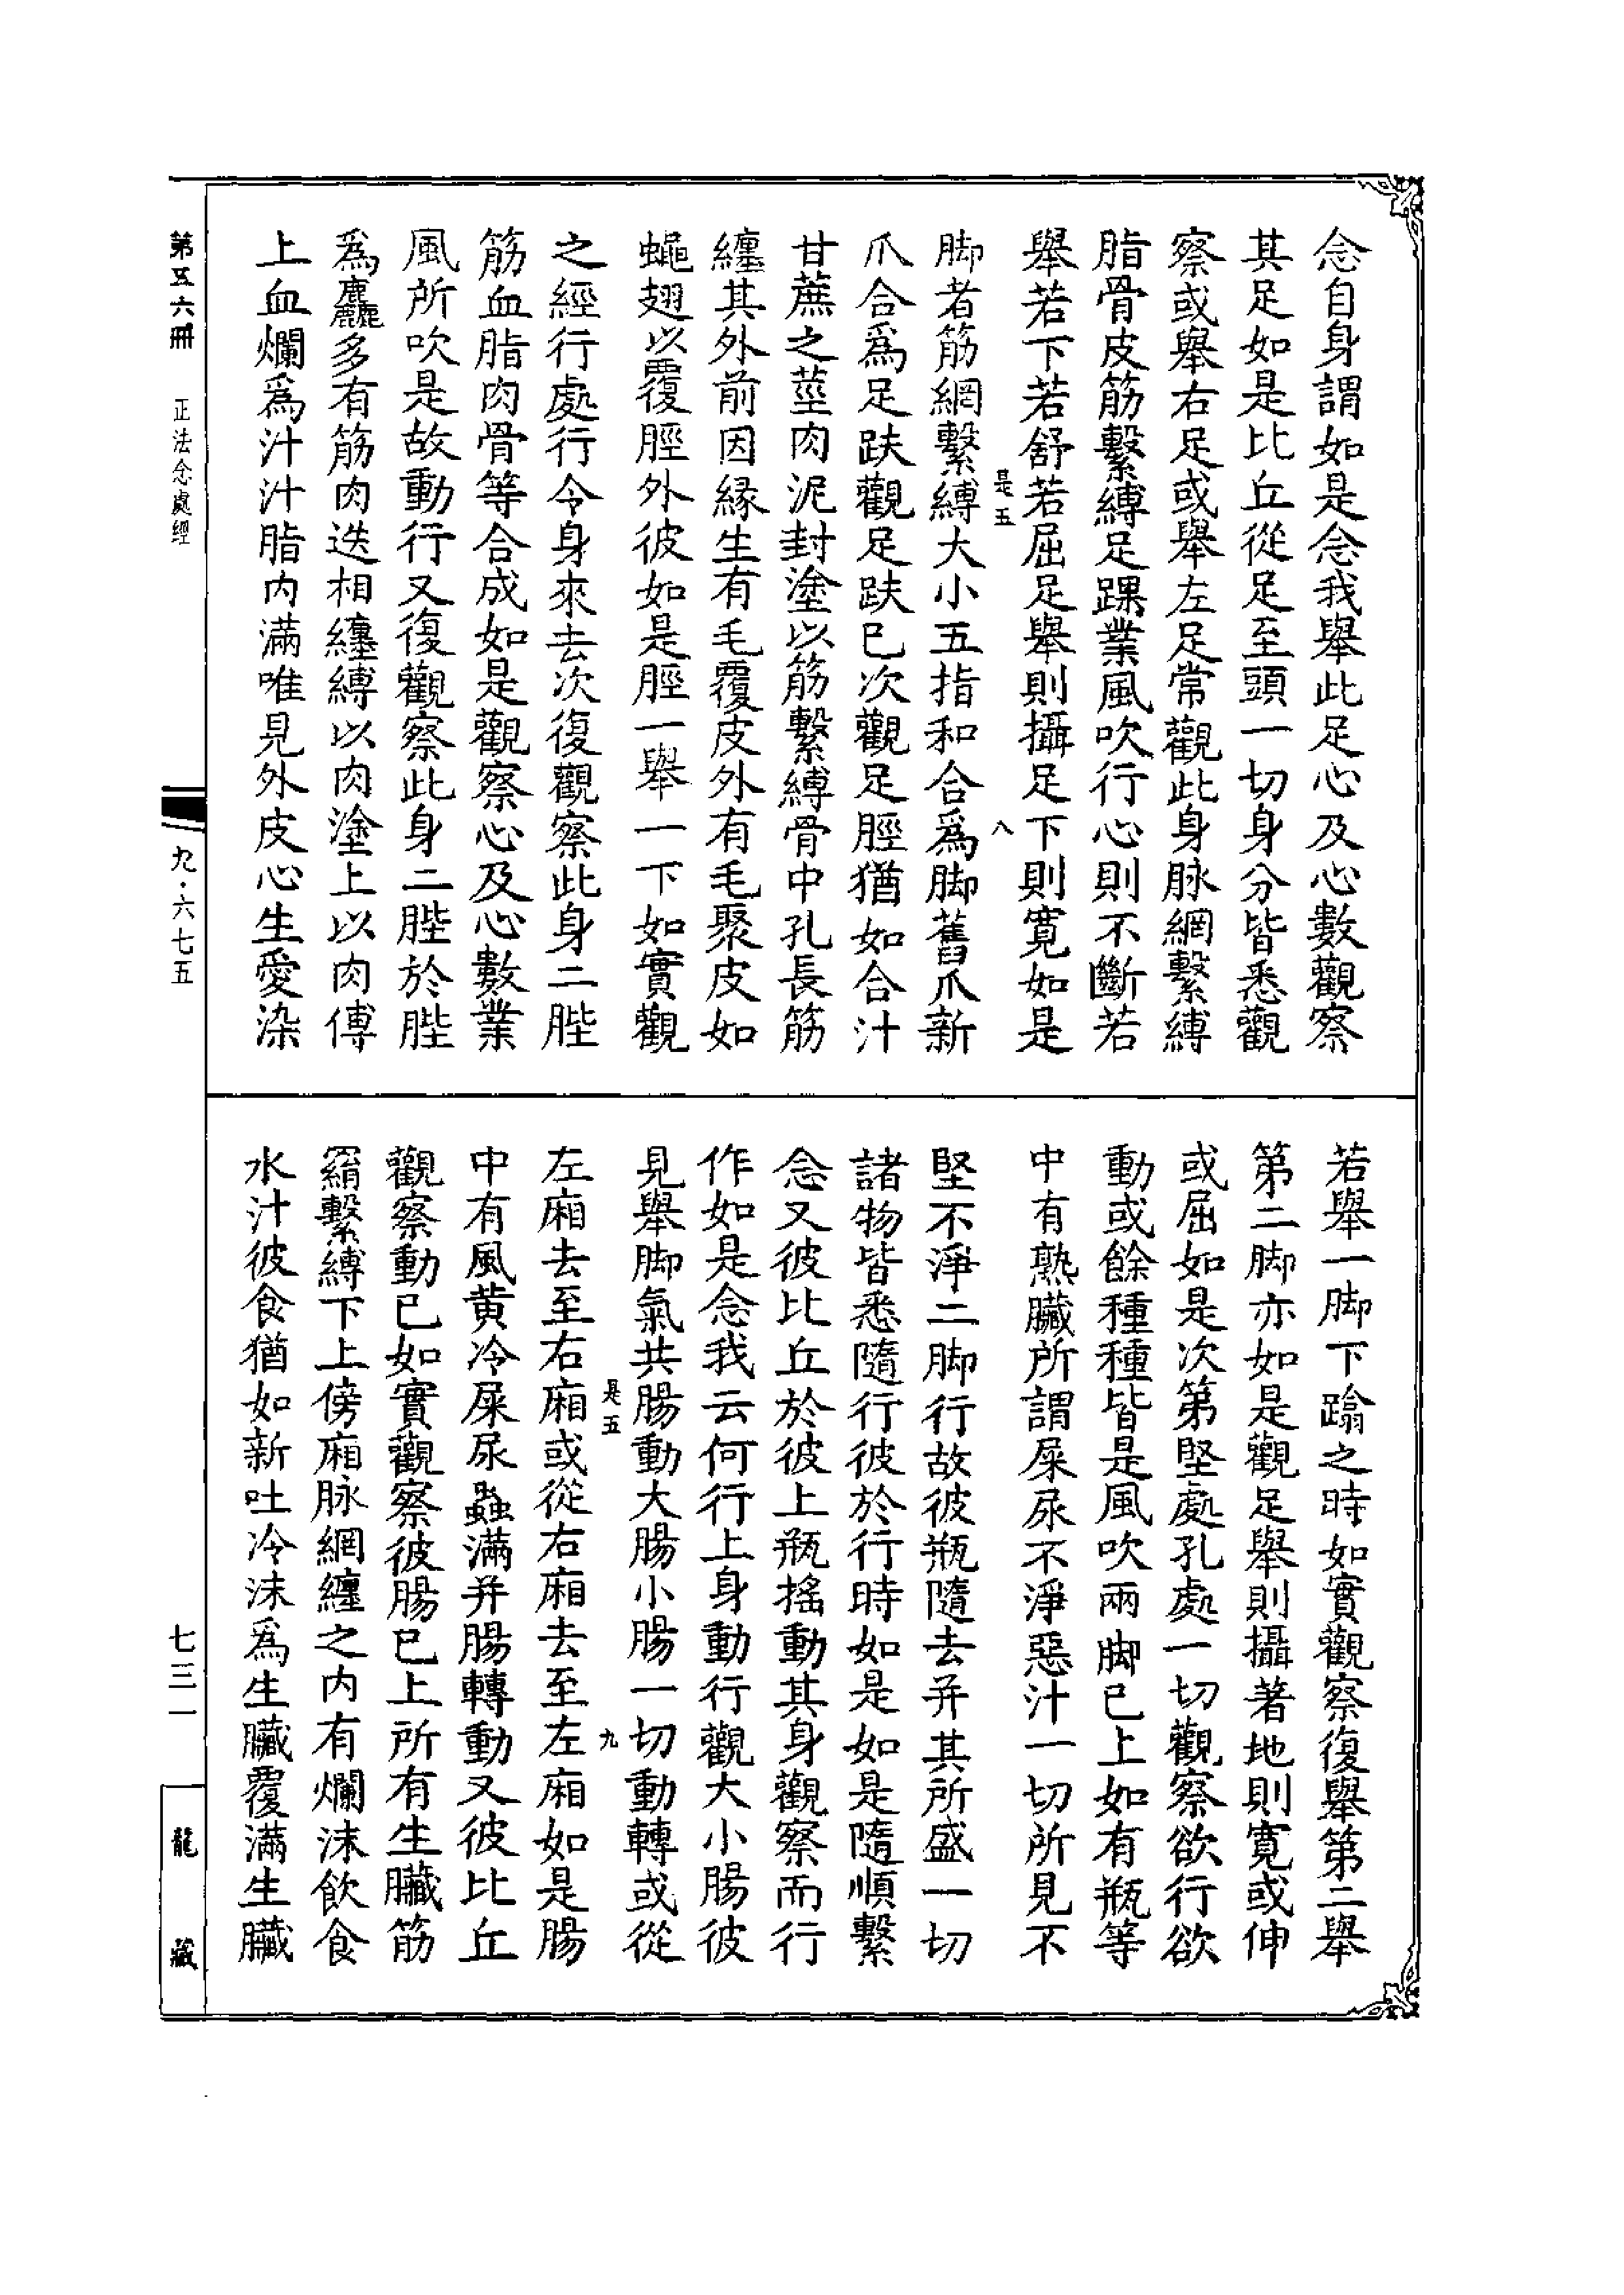 念自身謂如是念我舉此足心及心數觀察
其足如是比丘從足至頭一切身分皆悉觀
察或舉右足或舉左足常觀此身脉網繫縛
脂骨皮筋繫縛足踝業風吹行心則不斷若
舉若下若舒若屈足舉則攝足下則寬如是
是五 八
脚者筋網繫縛大小五指和合爲脚舊爪新
爪合爲足趺觀足趺已次觀足脛猶如合汁
甘蔗之莖肉泥封塗以筋繫縛骨中孔長筋
纏其外前因緣生有毛覆皮外有毛聚皮如
蠅翅以覆脛外彼如是脛一舉一下如實觀
之經行處行令身來去次復觀察此身二䏶
筋血脂肉骨等合成如是觀察心及心數業
風所吹是故動行又復觀察此身二䏶於䏶
爲麤多有筋肉迭相纏縛以肉塗上以肉傅
上血爛爲汁汁脂內滿唯見外皮心生愛染
若舉一脚下蹹之時如實觀察復舉第二舉
第二脚亦如是觀足舉則攝著地則寬或伸
或屈如是次第堅處孔處一切觀察欲行欲
動或餘種種皆是風吹兩脚已上如有瓶等
中有熟臟所謂屎尿不淨惡汁一切所見不
堅不淨二脚行故彼瓶隨去并其所盛一切
諸物皆悉隨行彼於行時如是如是隨順繫
念又彼比丘於彼上瓶搖動其身觀察而行
作如是念我云何行上身動行觀大小腸彼
見舉脚氣共腸動大腸小腸一切動轉或從
是五 九
左廂去至右廂或從右廂去至左廂如是腸
中有風黄冷屎尿蟲滿并腸轉動又彼比丘
觀察動已如實觀察彼腸已上所有生臟筋
羂繫縛下上傍廂脉網纏之內有爛沫飲食
水汁彼食猶如新吐冷沫爲生臟覆滿生臟
第五六冊 正法念處經
九·六七五
七三一
龍藏